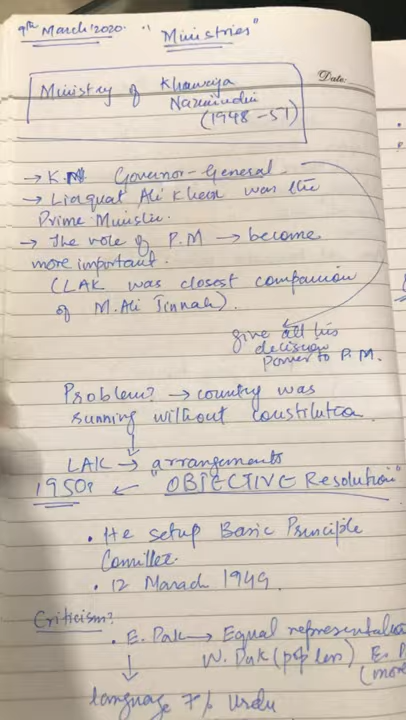 9th March'2020. "Ministries"
Date:
Ministry of Khawaja
Nazimudin
(1948-51)
→ K.N Governor-General
→ Liaquat Ali Khan was the
Prime Minister.
→ The role of P.M → become
more important.
(LAK was closest companion
of M. Ali Jinnah).
give all his
decision
Power to P.M.
Problem? → country was
running without constitution
LAK → arrangements
1950? ← "OBJECTIVE Resolution"
• He setup Basic Principle
Comittee.
• 12 March 1949.
Criticism?
• E. Pak → Equal representation
W. Pak (pop less) E. P
(more
language 7% Urdu